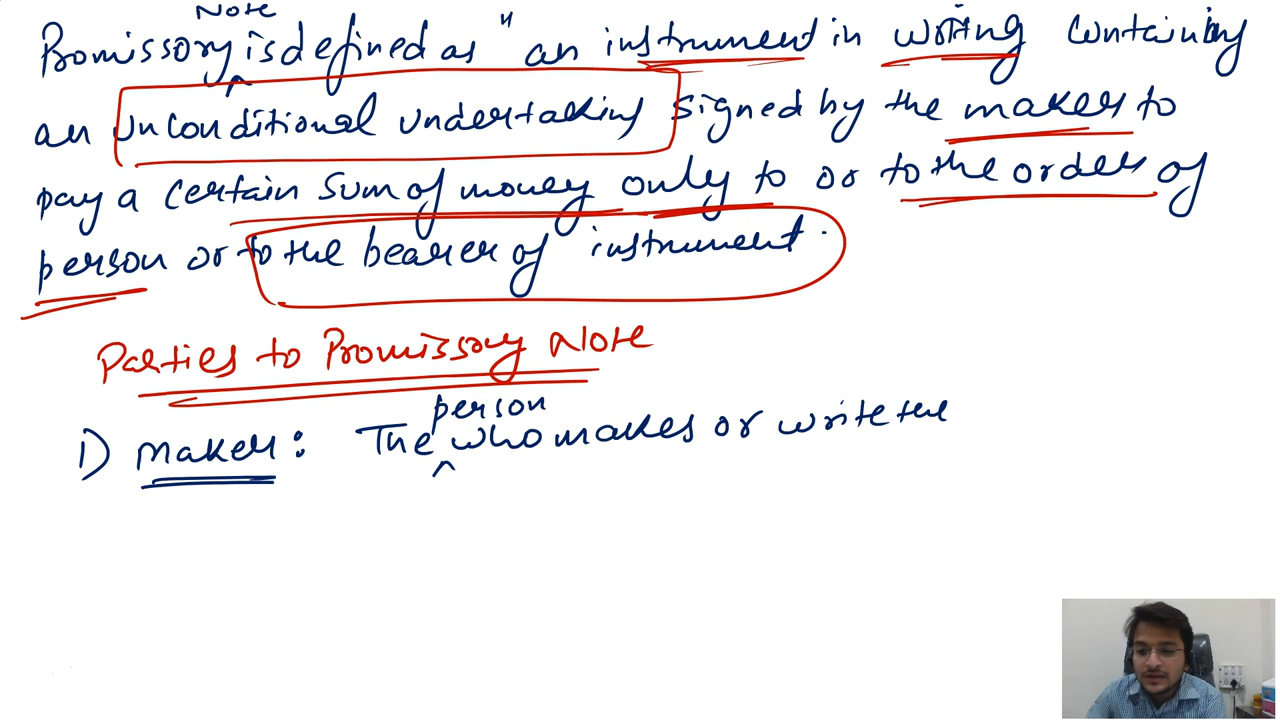 Promissory Note is defined as " an instrument in writing containing
an unconditional undertaking signed by the maker to
pay a certain sum of money only to or to the order of
person or to the bearer of instrument.
Parties to Promissory Note
1) Maker : The person who makes or write the